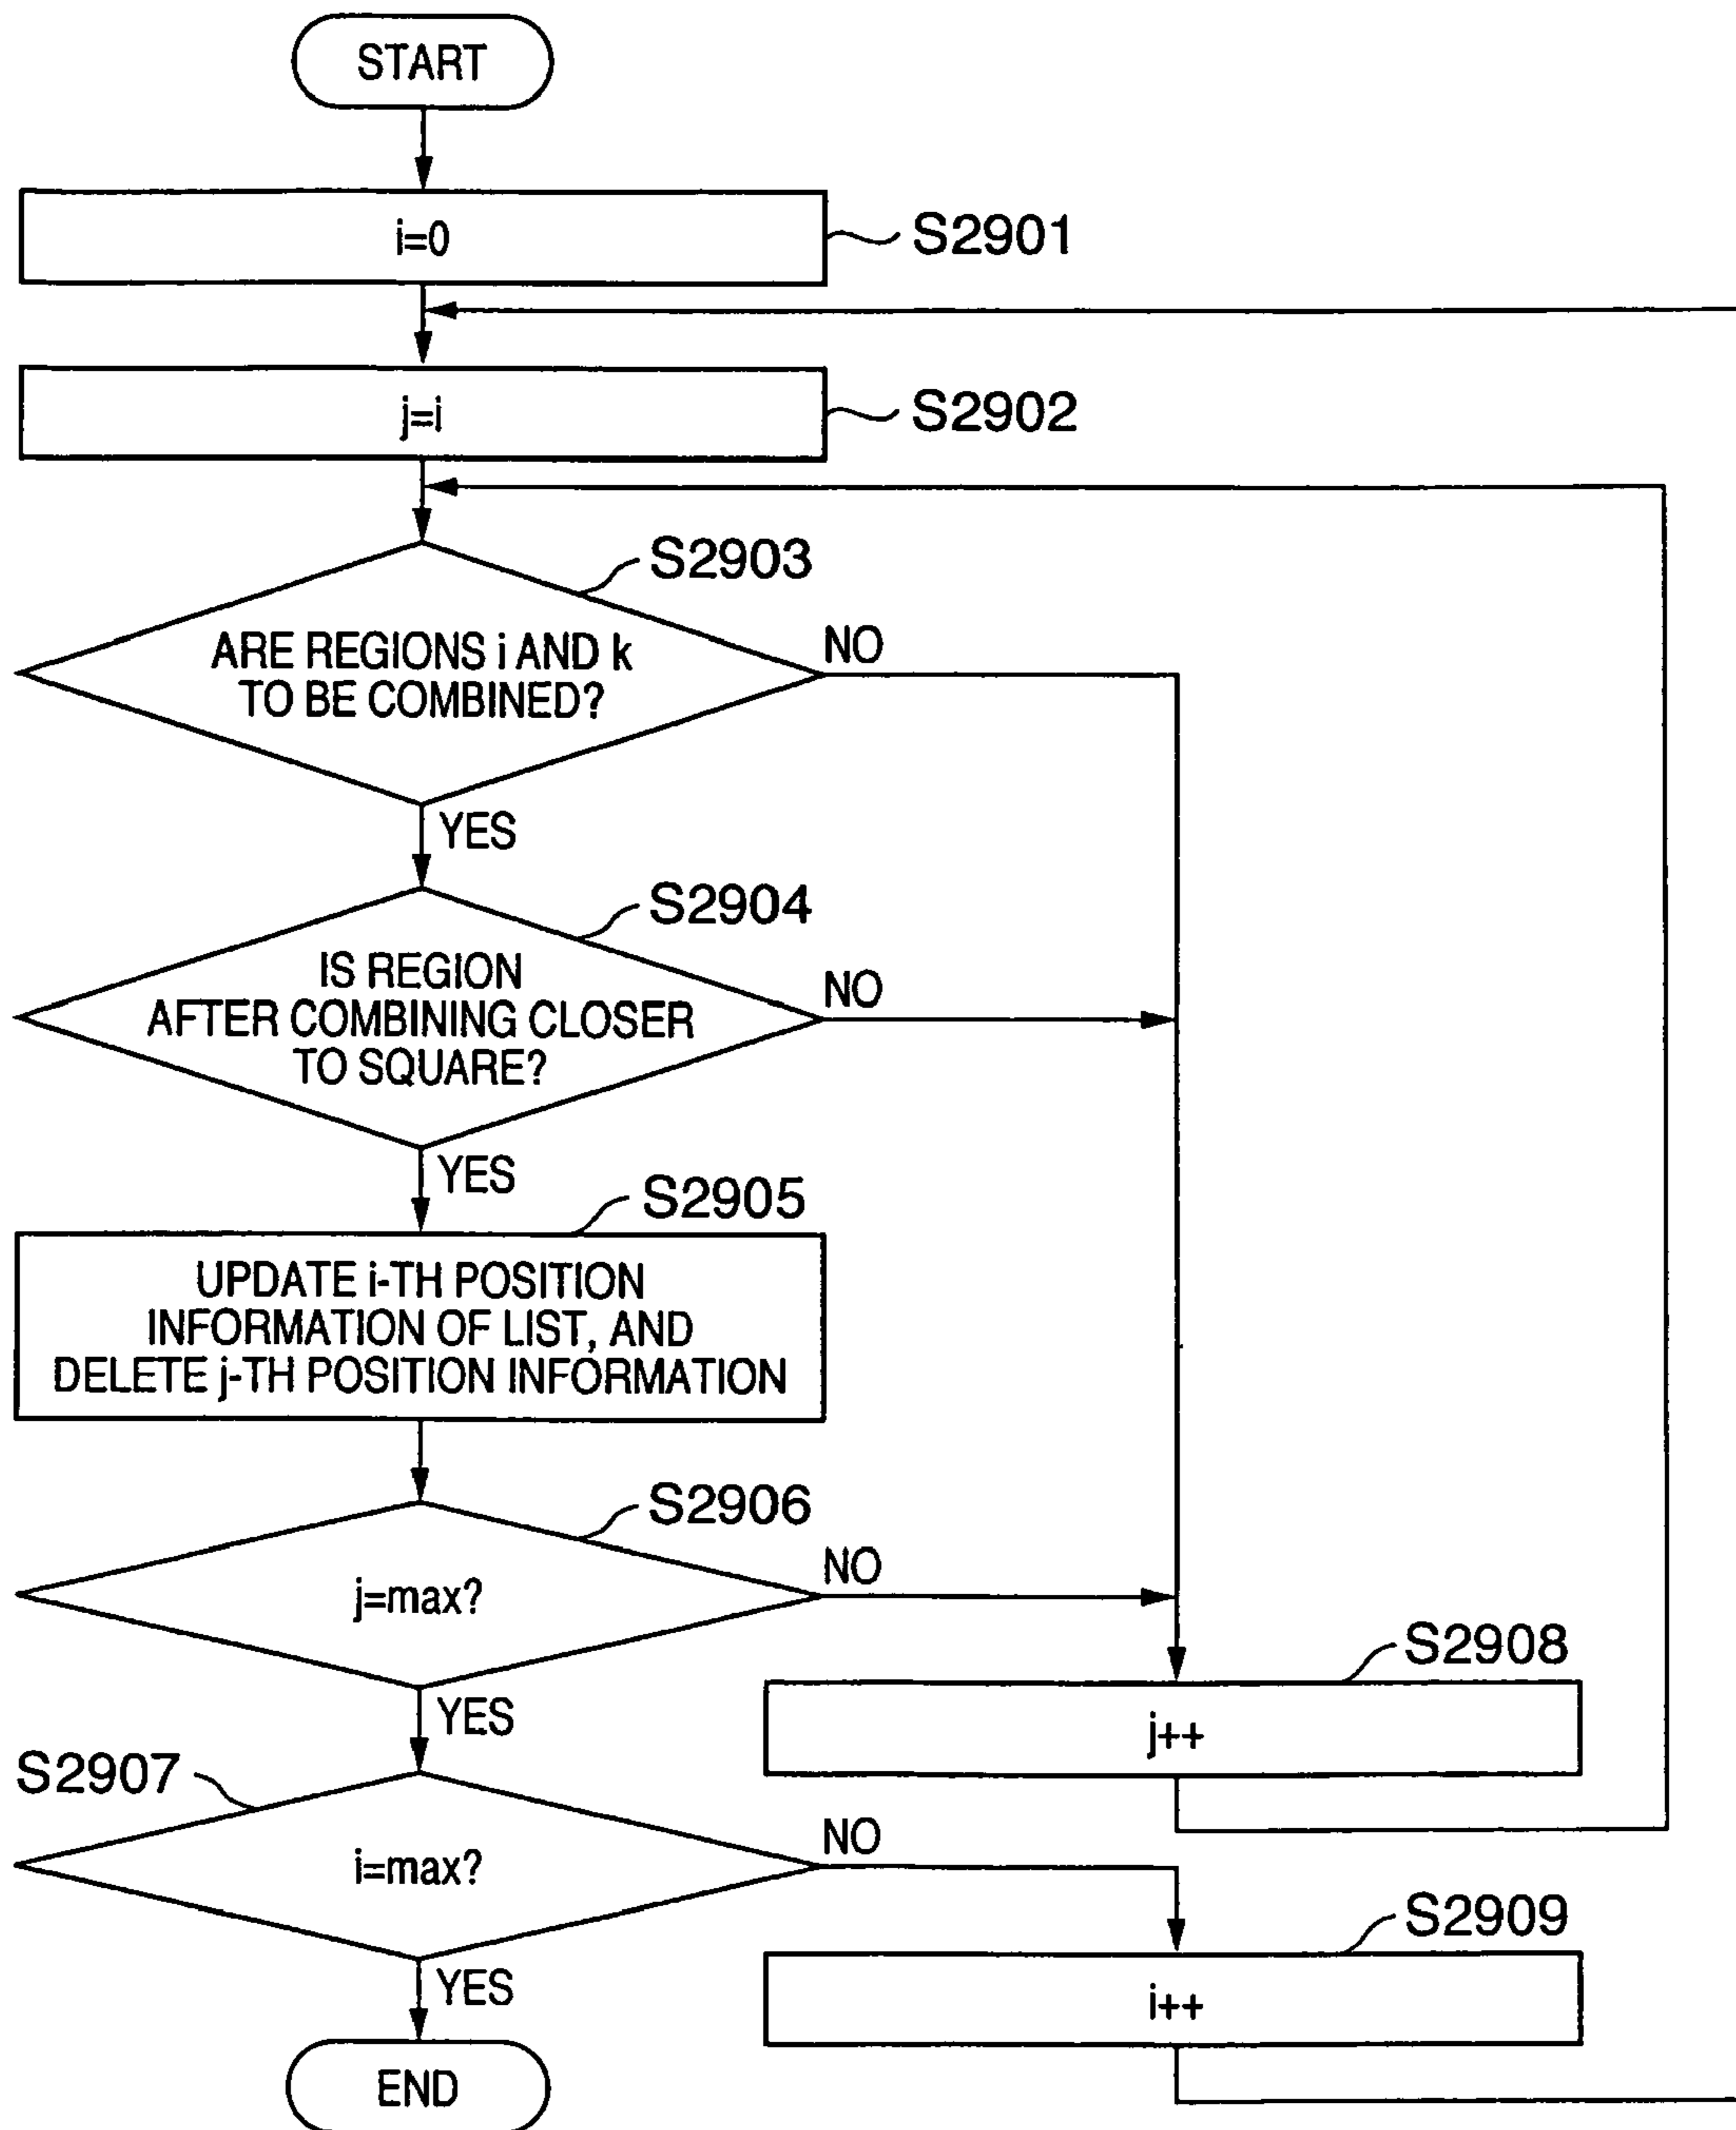 START
i=0
S2901
j=i
S2902
S2903
ARE REGIONS i AND k
TO BE COMBINED?
NO
YES
S2904
IS REGION
AFTER COMBINING CLOSER
TO SQUARE?
NO
YES
S2905
UPDATE i-TH POSITION
INFORMATION OF LIST, AND
DELETE j-TH POSITION INFORMATION
S2906
j=max?
NO
YES
S2908
j++
S2907
i=max?
NO
YES
S2909
i++
END